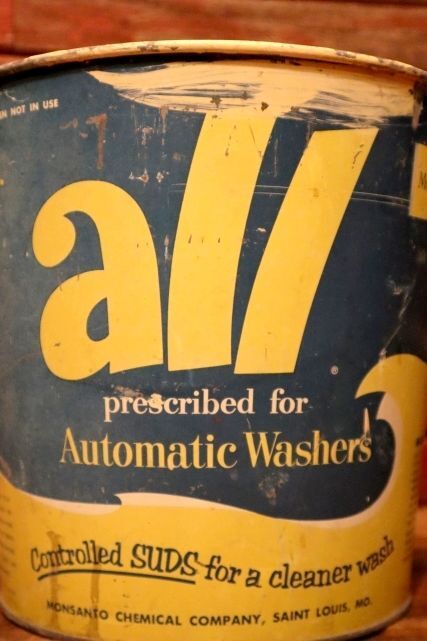 IN NOT IN USE
all
®
prescribed for
Automatic Washers
Controlled SUDS for a cleaner wash
MONSANTO CHEMICAL COMPANY, SAINT LOUIS, MO.